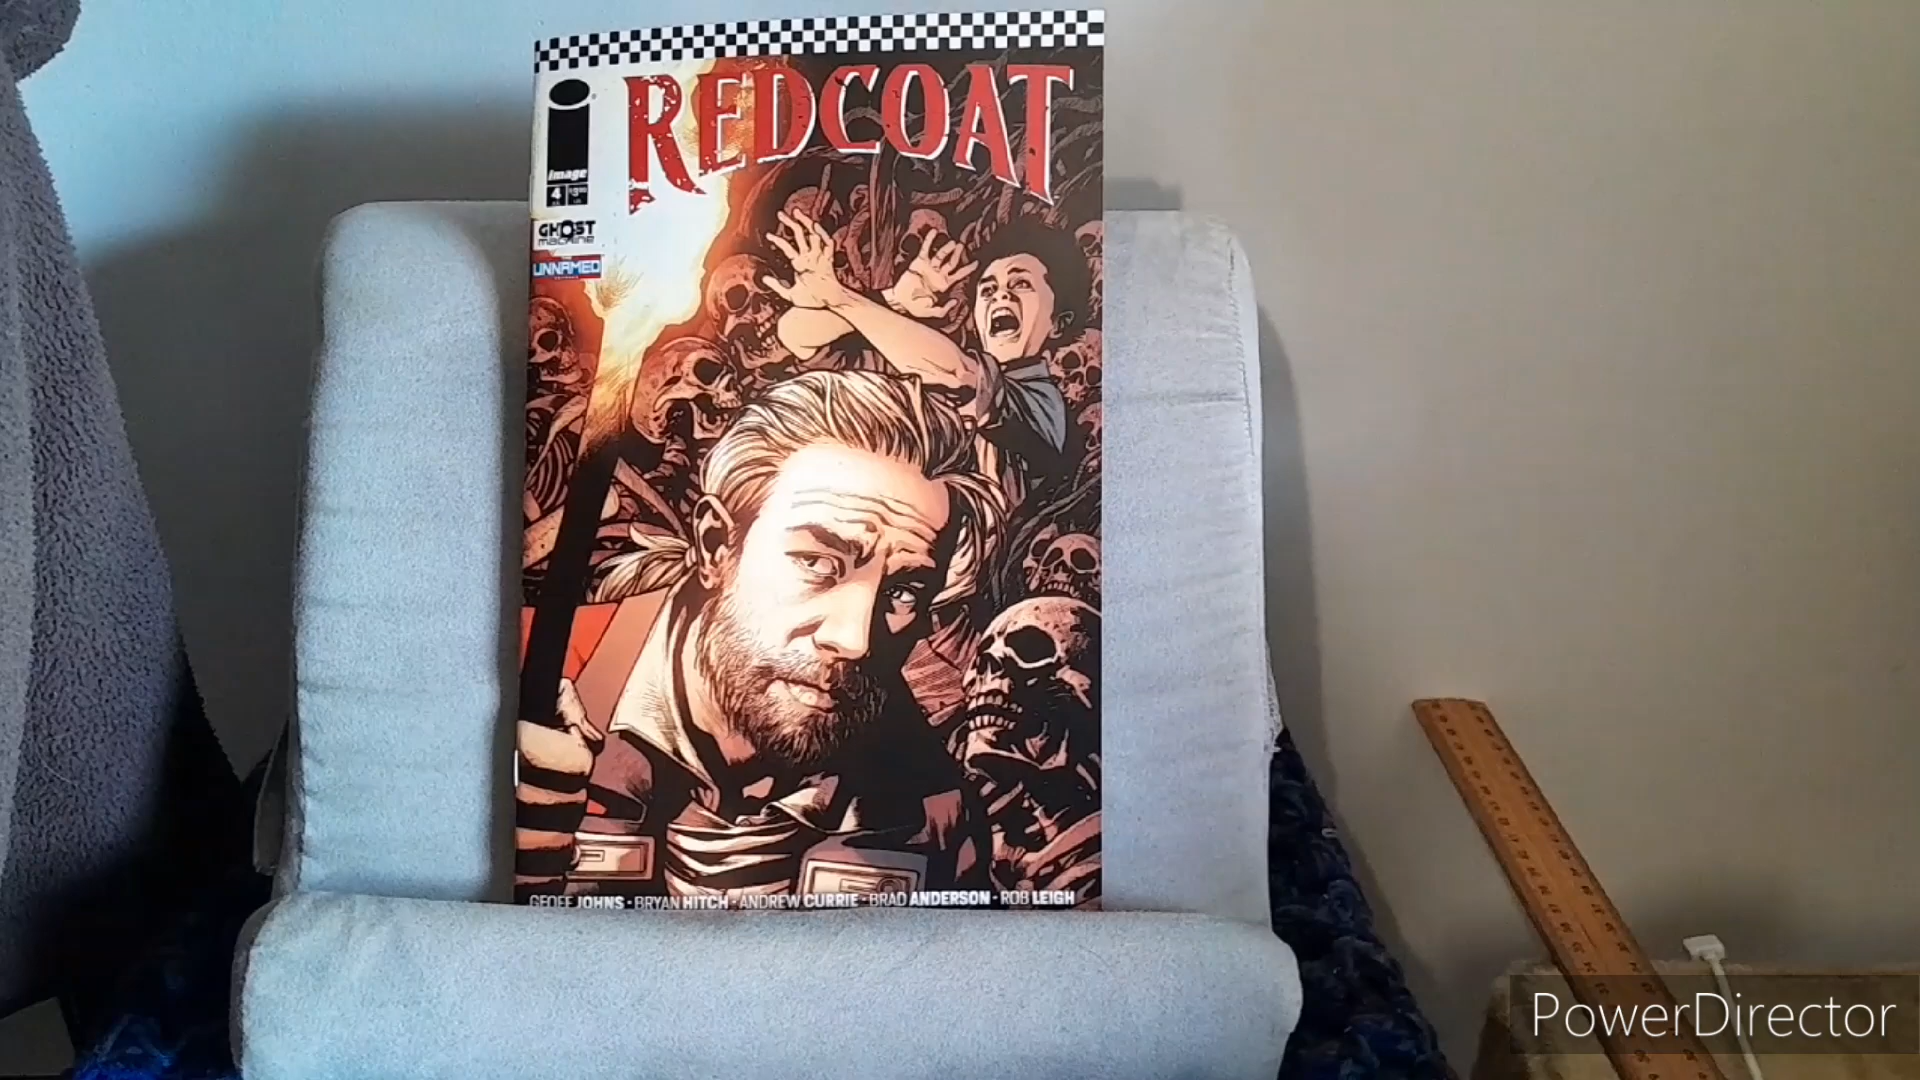 REDCOAT
image
4
GHOST
machine
UNNAMED
GEOFF JOHNS · BRYAN HITCH · ANDREW CURRIE · BRAD ANDERSON · ROB LEIGH
PowerDirector